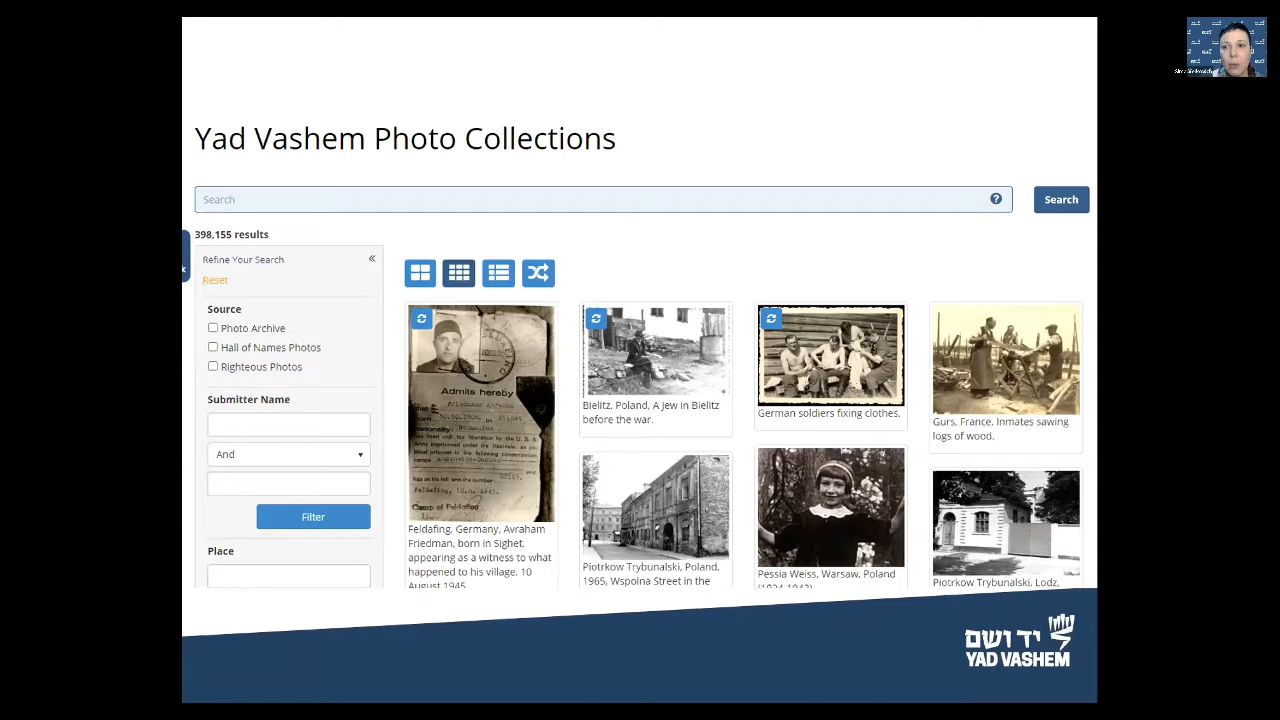 Yad Vashem Photo Collections
Search
Search
398,155 results
Refine Your Search
Reset
Source
Photo Archive
Hall of Names Photos
Righteous Photos
Submitter Name
And
Filter
Place
Admits hereby
Feldafing, Germany, Avraham
Friedman, born in Sighet,
appearing as a witness to what
happened to his village. 10
August 1945
Bielitz, Poland, A Jew in Bielitz
before the war.
Piotrkow Trybunalski, Poland,
1965, Wspolna Street in the
German soldiers fixing clothes.
Pessia Weiss, Warsaw, Poland
Gurs, France. Inmates sawing
logs of wood.
Piotrkow Trybunalski, Lodz,
יד ושם
YAD VASHEM